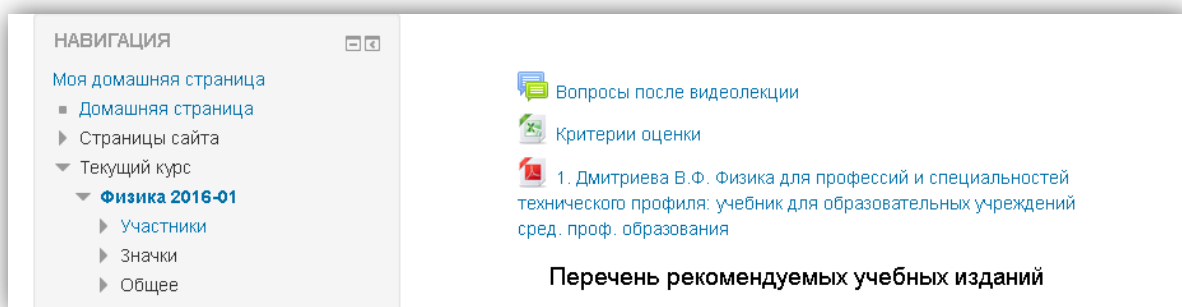 НАВИГАЦИЯ
Моя домашняя страница
Домашняя страница
Страницы сайта
Текущий курс
Физика 2016-01
Участники
Значки
Общее
Вопросы после видеолекции
Критерии оценки
1. Дмитриева В.Ф. Физика для профессий и специальностей
технического профиля: учебник для образовательных учреждений
сред. проф. образования
Перечень рекомендуемых учебных изданий